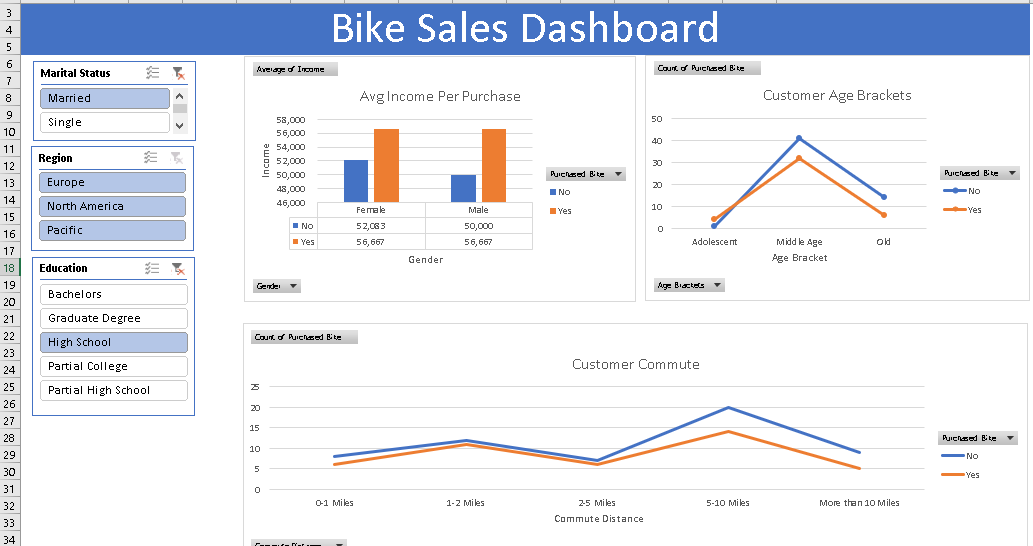 Bike Sales Dashboard
3
4
5
6
7
8
9
10
11
12
13
14
15
16
17
18
19
20
21
22
23
24
25
26
27
28
29
30
31
32
33
34
Marital Status
Married
Single
Region
Europe
North America
Pacific
Education
Bachelors
Graduate Degree
High School
Partial College
Partial High School
Average of Income
Avg Income Per Purchase
58,000
56,000
54,000
52,000
50,000
48,000
46,000
Income
Female Male
No 52,083 50,000
Yes 56,667 56,667
Gender
Purchased Bike
No
Yes
Gender
Count of Purchased Bike
Customer Age Brackets
50
40
30
20
10
0
Adolescent Middle Age Old
Age Bracket
Purchased Bike
No
Yes
Age Brackets
Count of Purchased Bike
Customer Commute
25
20
15
10
5
0
0-1 Miles 1-2 Miles 2-5 Miles 5-10 Miles More than 10 Miles
Commute Distance
Purchased Bike
No
Yes